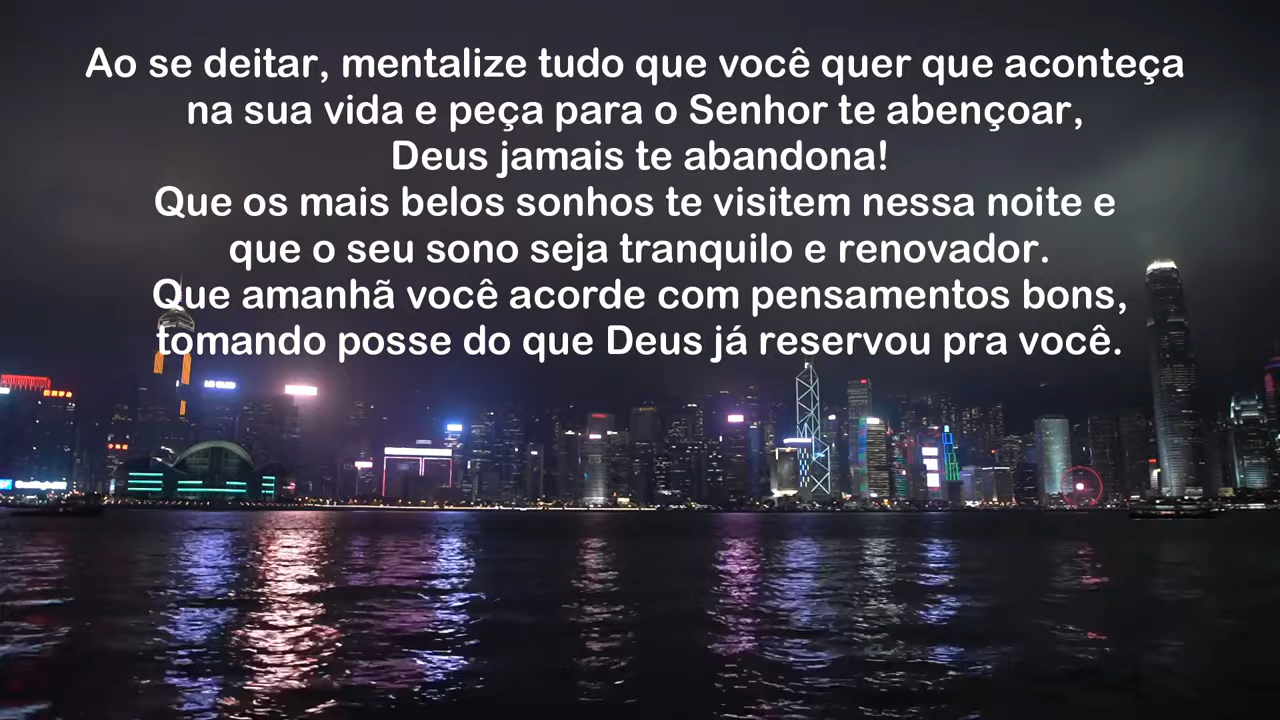 Ao se deitar, mentalize tudo que você quer que aconteça
na sua vida e peça para o Senhor te abençoar,
Deus jamais te abandona!
Que os mais belos sonhos te visitem nessa noite e
que o seu sono seja tranquilo e renovador.
Que amanhã você acorde com pensamentos bons,
tomando posse do que Deus já reservou pra você.